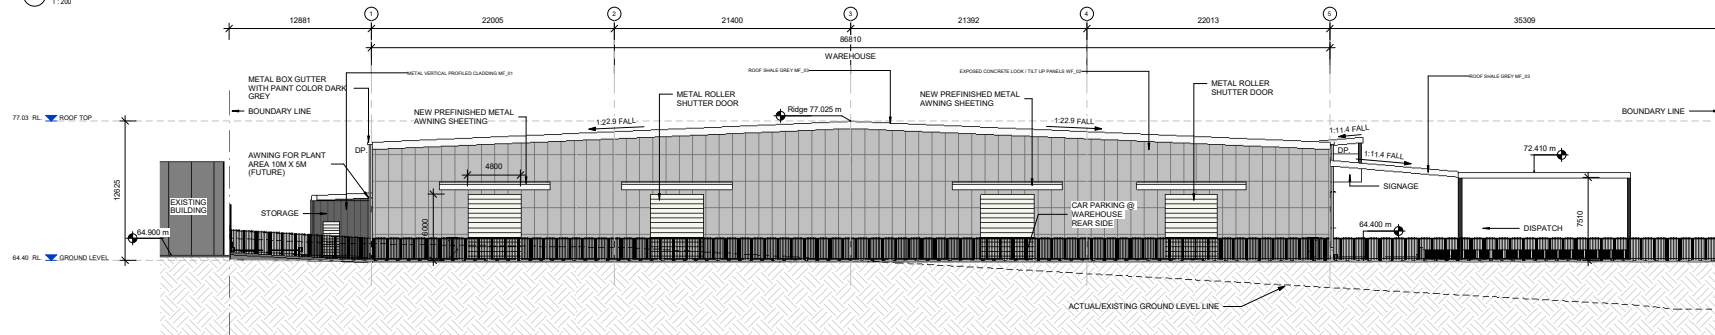 1 : 200
12881
1
22005
2
21400
3
21392
4
22013
5
35309
86810
WAREHOUSE
METAL BOX GUTTER
WITH PAINT COLOR DARK
GREY
METAL VERTICAL PROFILED CLADDING MF_01
ROOF SHALE GREY MF_03
EXPOSED CONCRETE LOOK / TILT UP PANELS WF_02
METAL ROLLER
SHUTTER DOOR
ROOF SHALE GREY MF_03
BOUNDARY LINE
NEW PREFINISHED METAL
AWNING SHEETING
METAL ROLLER
SHUTTER DOOR
Ridge 77.025 m
NEW PREFINISHED METAL
AWNING SHEETING
BOUNDARY LINE
77.03 RL. ROOF TOP
1:22.9 FALL
1:22.9 FALL
1:11.4 FALL
DP.
DP.
1:11.4 FALL
72.410 m
AWNING FOR PLANT
AREA 10M X 5M
(FUTURE)
4800
SIGNAGE
12625
EXISTING
BUILDING
STORAGE
6000
CAR PARKING @
WAREHOUSE
REAR SIDE
64.900 m
64.400 m
DISPATCH
7510
64.40 RL. GROUND LEVEL
ACTUAL/EXISTING GROUND LEVEL LINE